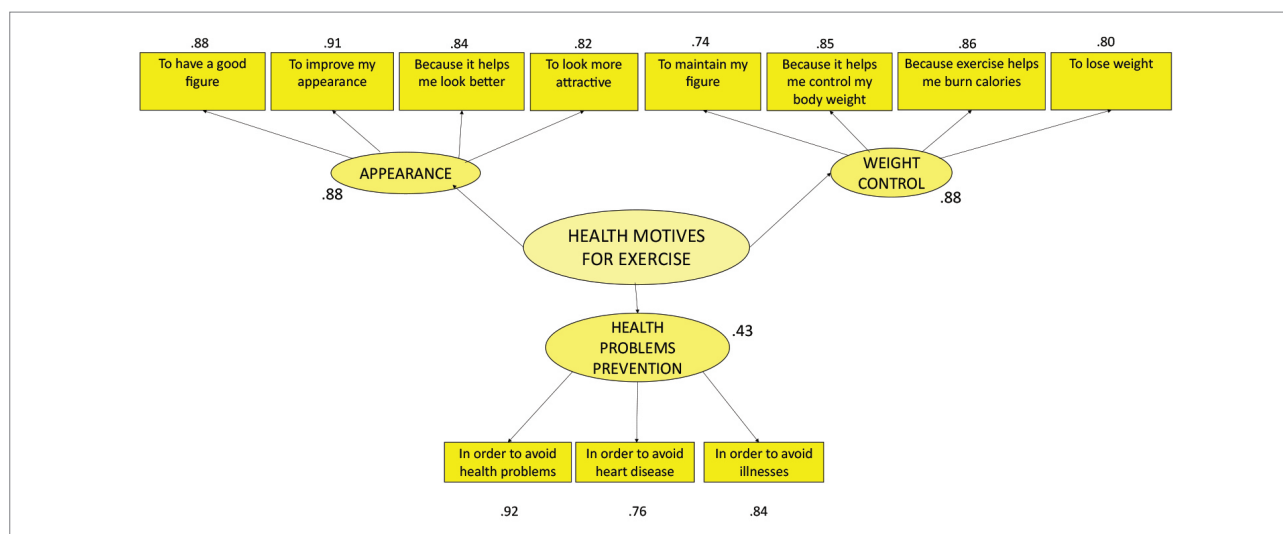 .88
.91
.84
.82
.74
.85
.86
.80
To have a good
figure
To improve my
appearance
Because it helps
me look better
To look more
attractive
To maintain my
figure
Because it helps
me control my
body weight
Because exercise helps
me burn calories
To lose weight
APPEARANCE
.88
WEIGHT
CONTROL
.88
HEALTH MOTIVES
FOR EXERCISE
HEALTH
PROBLEMS
PREVENTION
.43
In order to avoid
health problems
In order to avoid
heart disease
In order to avoid
illnesses
.92
.76
.84